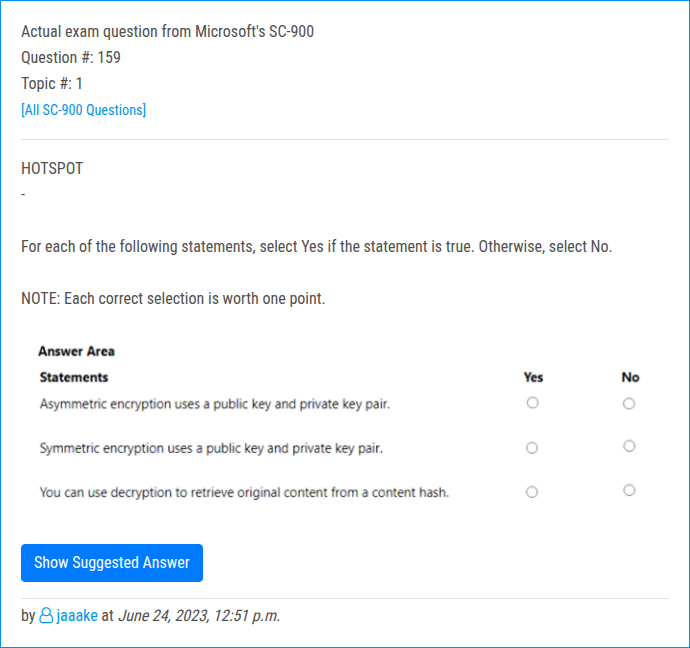 Actual exam question from Microsoft's SC-900
Question #: 159
Topic #: 1
[All SC-900 Questions]
HOTSPOT
-
For each of the following statements, select Yes if the statement is true. Otherwise, select No.
NOTE: Each correct selection is worth one point.
Answer Area
Statements Yes No
Asymmetric encryption uses a public key and private key pair.
Symmetric encryption uses a public key and private key pair.
You can use decryption to retrieve original content from a content hash.
Show Suggested Answer
by jaaake at June 24, 2023, 12:51 p.m.